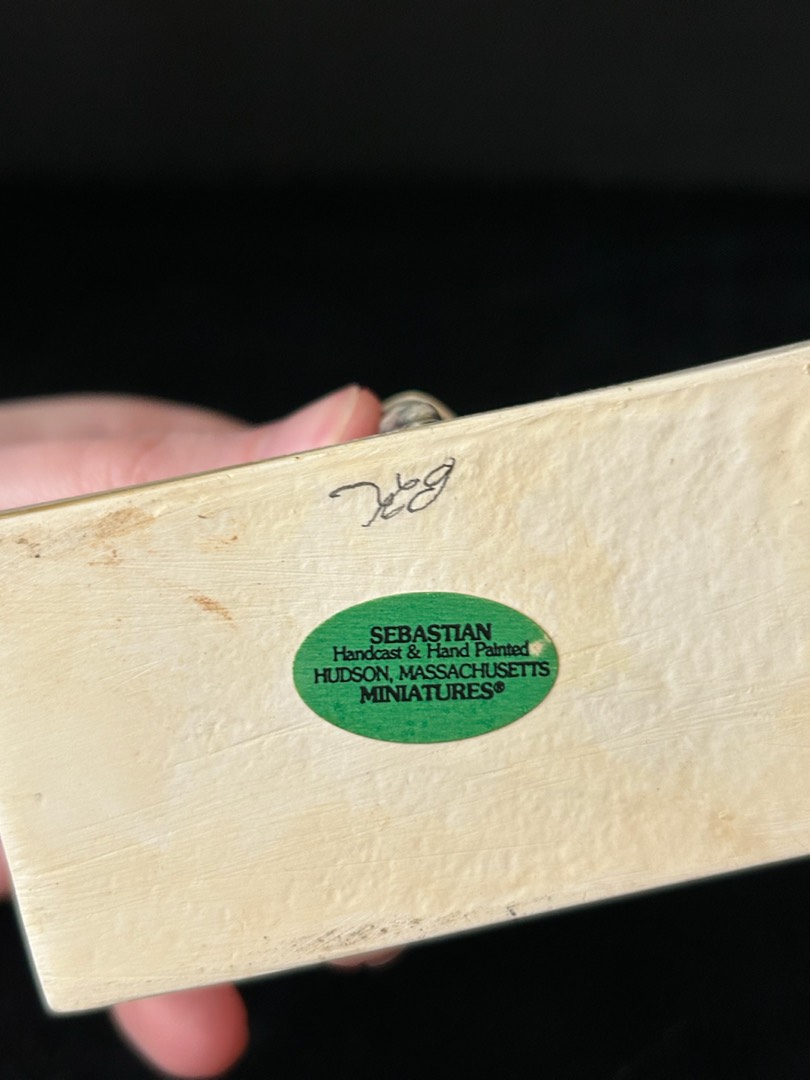 SEBASTIAN
Handcast & Hand Painted
HUDSON, MASSACHUSETTS
MINIATURES®